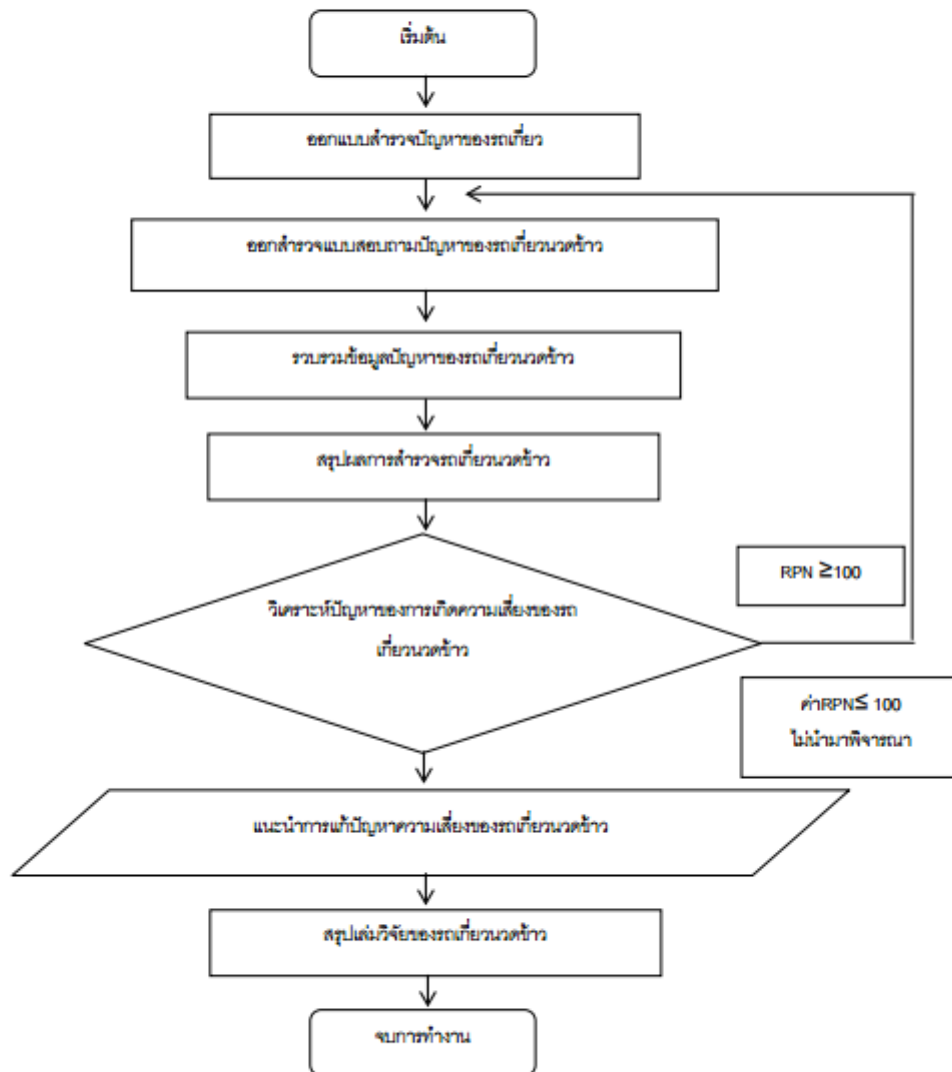 เริ่มต้น
ออกแบบสำรวจปัญหาของรถเกี่ยว
ออกสำรวจแบบสอบถามปัญหาของรถเกี่ยวนวดข้าว
รวบรวมข้อมูลปัญหาของรถเกี่ยวนวดข้าว
สรุปผลการสำรวจรถเกี่ยวนวดข้าว
RPN ≥100
วิเคราะห์ปัญหาของการเกิดความเสี่ยงของรถ
เกี่ยวนวดข้าว
ค่าRPN≤ 100
ไม่นำมาพิจารณา
แนะนำการแก้ปัญหาความเสี่ยงของรถเกี่ยวนวดข้าว
สรุปเล่มวิจัยของรถเกี่ยวนวดข้าว
จบการทำงาน